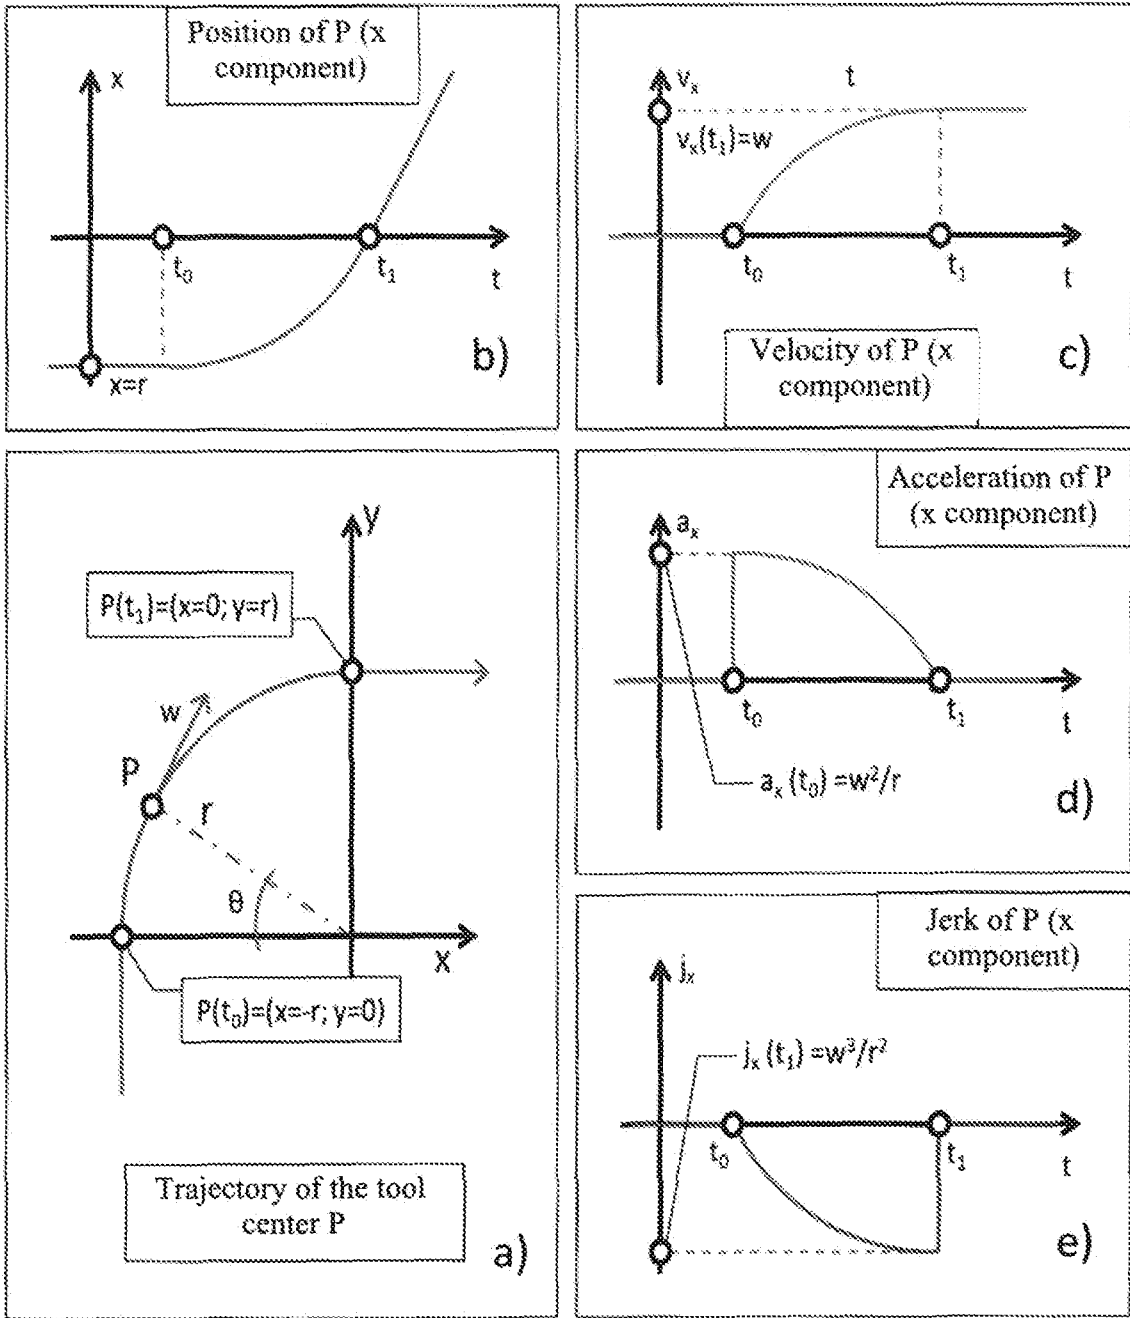 Position of P (x
component)
x
t₀
t₁
t
x=r
b)
vₓ
t
vₓ(t₁)=w
t₀
t₁
t
Velocity of P (x
component)
c)
y
P(t₁)=(x=0; y=r)
w
P
r
θ
x
P(t₀)=(x=-r; y=0)
Trajectory of the tool
center P
a)
Acceleration of P
(x component)
aₓ
t₀
t₁
t
aₓ(t₀)=w²/r
d)
Jerk of P (x
component)
jₓ
jₓ(t₁)=w³/r²
t₀
t₁
t
e)